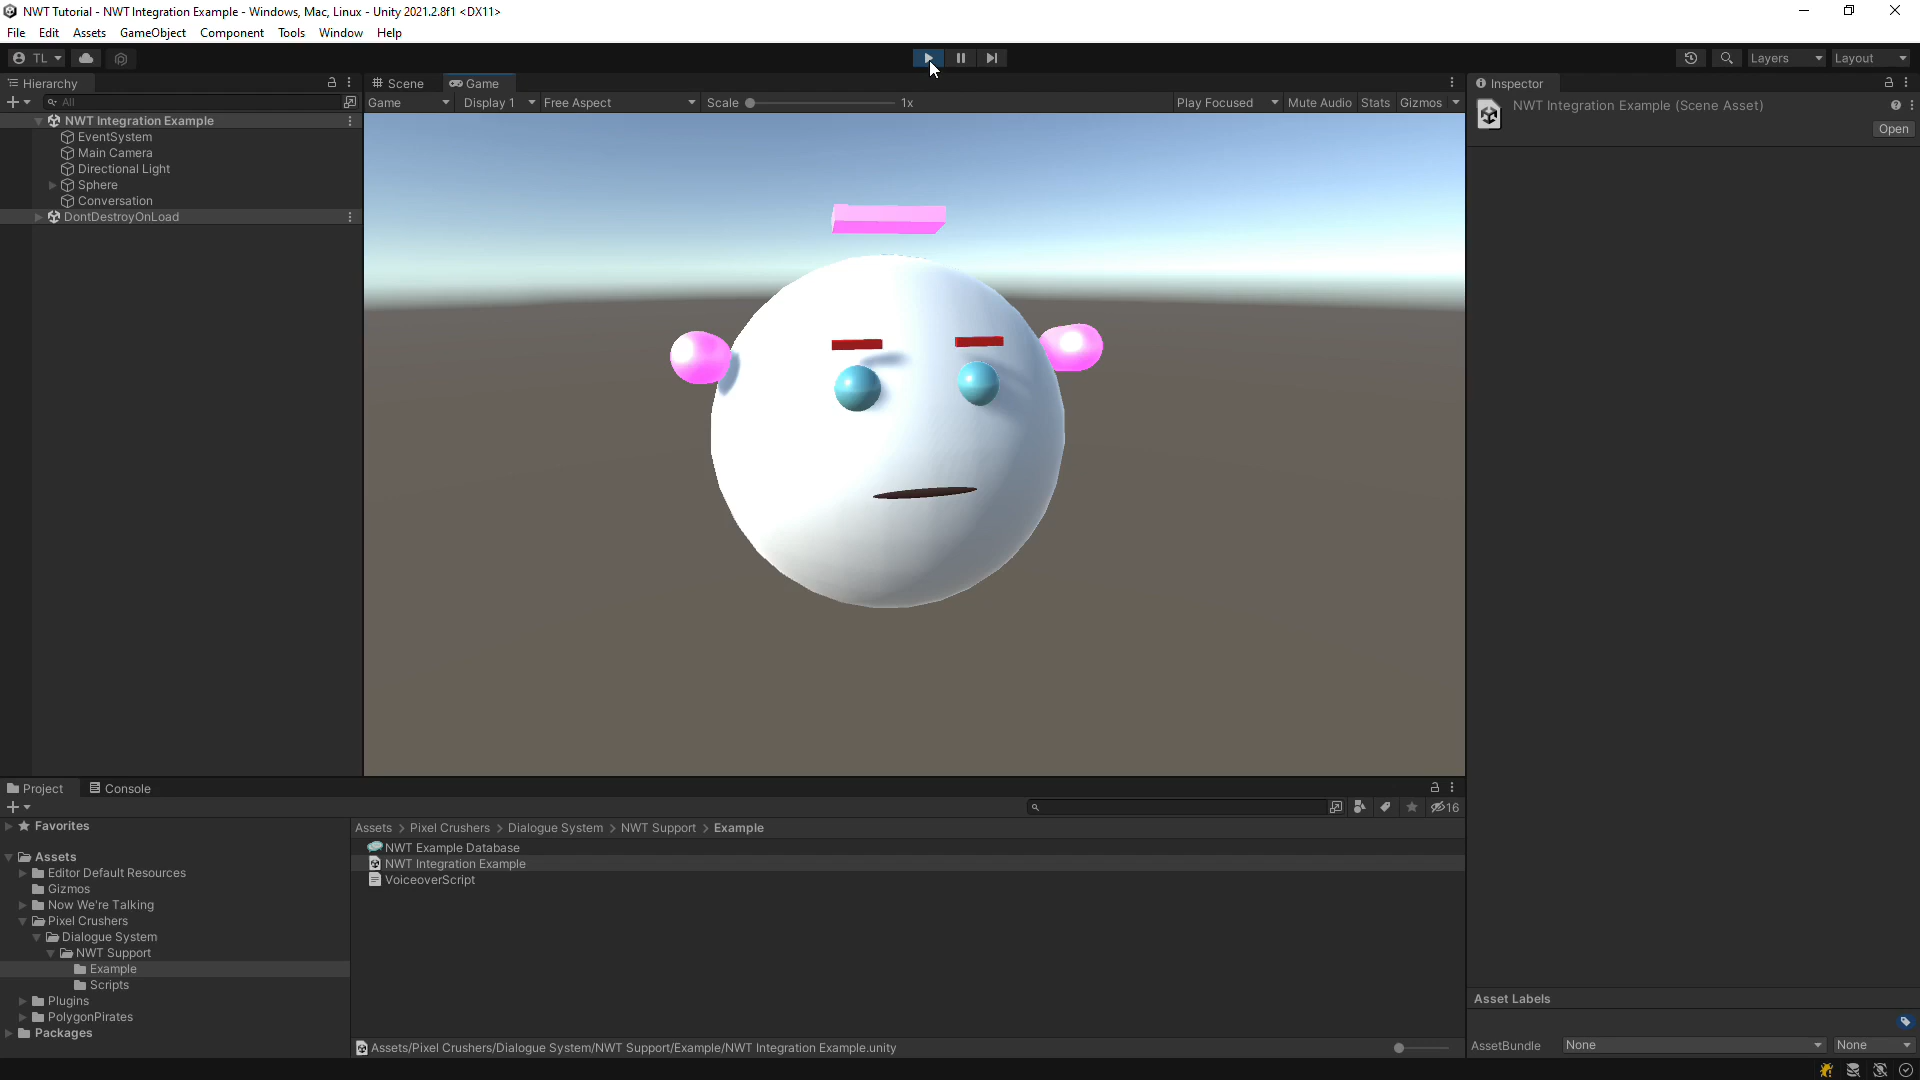 NWT Tutorial - NWT Integration Example - Windows, Mac, Linux - Unity 2021.2.8f1 <DX11>
File Edit Assets GameObject Component Tools Window Help
TL Layers Layout
Hierarchy
All
NWT Integration Example
EventSystem
Main Camera
Directional Light
Sphere
Conversation
DontDestroyOnLoad
Scene Game
Game Display 1 Free Aspect Scale 1x Play Focused Mute Audio Stats Gizmos
Inspector
NWT Integration Example (Scene Asset)
Open
Project Console
16
Favorites
Assets
Editor Default Resources
Gizmos
Now We're Talking
Pixel Crushers
Dialogue System
NWT Support
Example
Scripts
Plugins
PolygonPirates
Packages
Assets > Pixel Crushers > Dialogue System > NWT Support > Example
NWT Example Database
NWT Integration Example
VoiceoverScript
Assets/Pixel Crushers/Dialogue System/NWT Support/Example/NWT Integration Example.unity
Asset Labels
AssetBundle None None